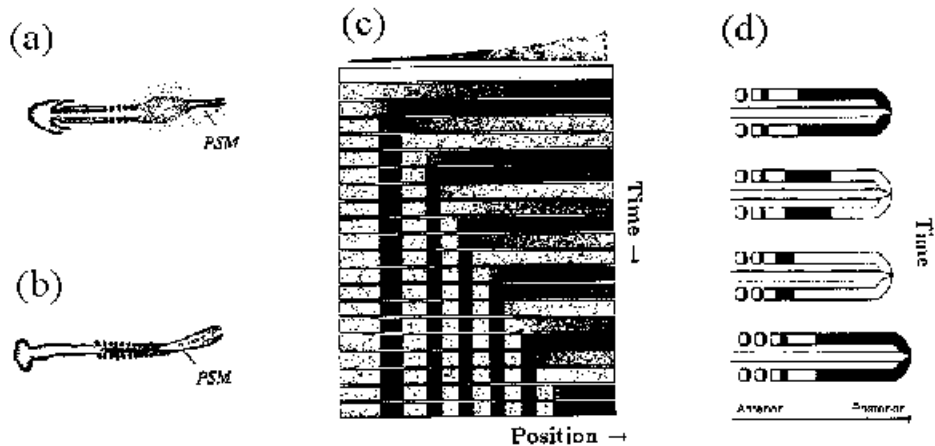 (a)
PSM
(b)
PSM
(c)
Time →
Position →
(d)
Time
Anterior Posterior